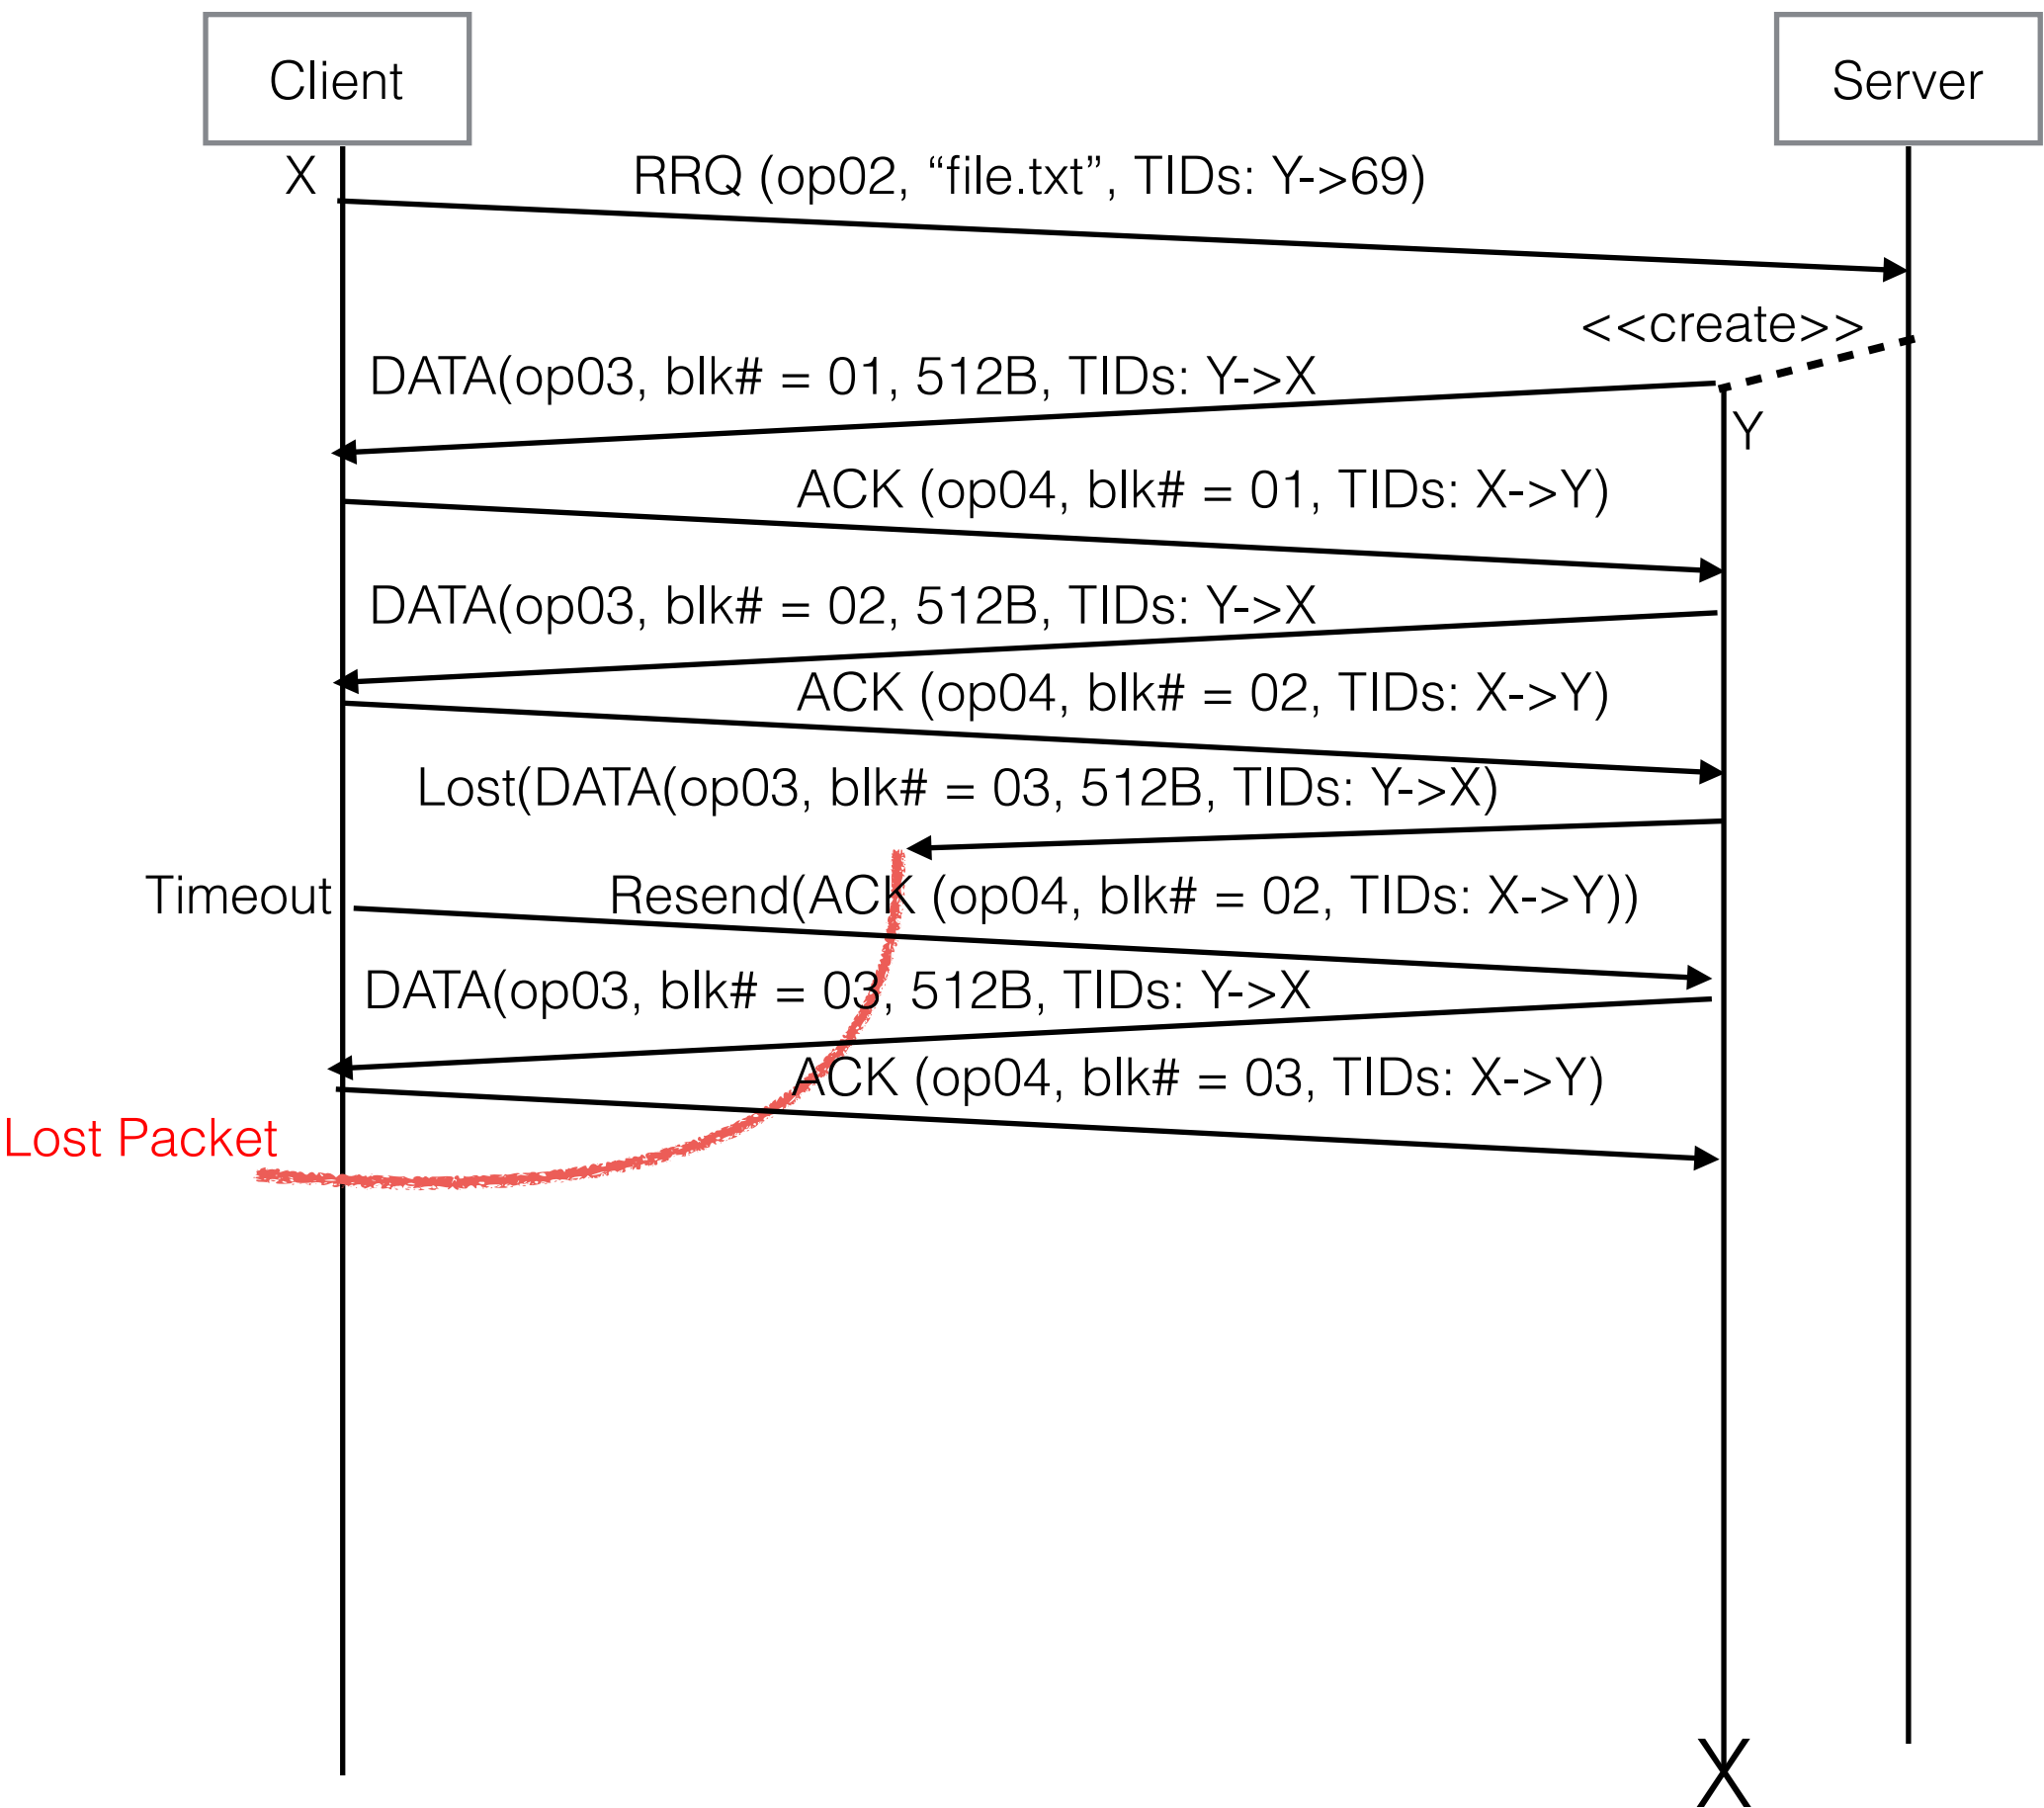 Client
Server
X
RRQ (op02, “file.txt”, TIDs: Y->69)
<<create>>
DATA(op03, blk# = 01, 512B, TIDs: Y->X
Y
ACK (op04, blk# = 01, TIDs: X->Y)
DATA(op03, blk# = 02, 512B, TIDs: Y->X
ACK (op04, blk# = 02, TIDs: X->Y)
Lost(DATA(op03, blk# = 03, 512B, TIDs: Y->X)
Timeout
Resend(ACK (op04, blk# = 02, TIDs: X->Y))
DATA(op03, blk# = 03, 512B, TIDs: Y->X
ACK (op04, blk# = 03, TIDs: X->Y)
Lost Packet
X